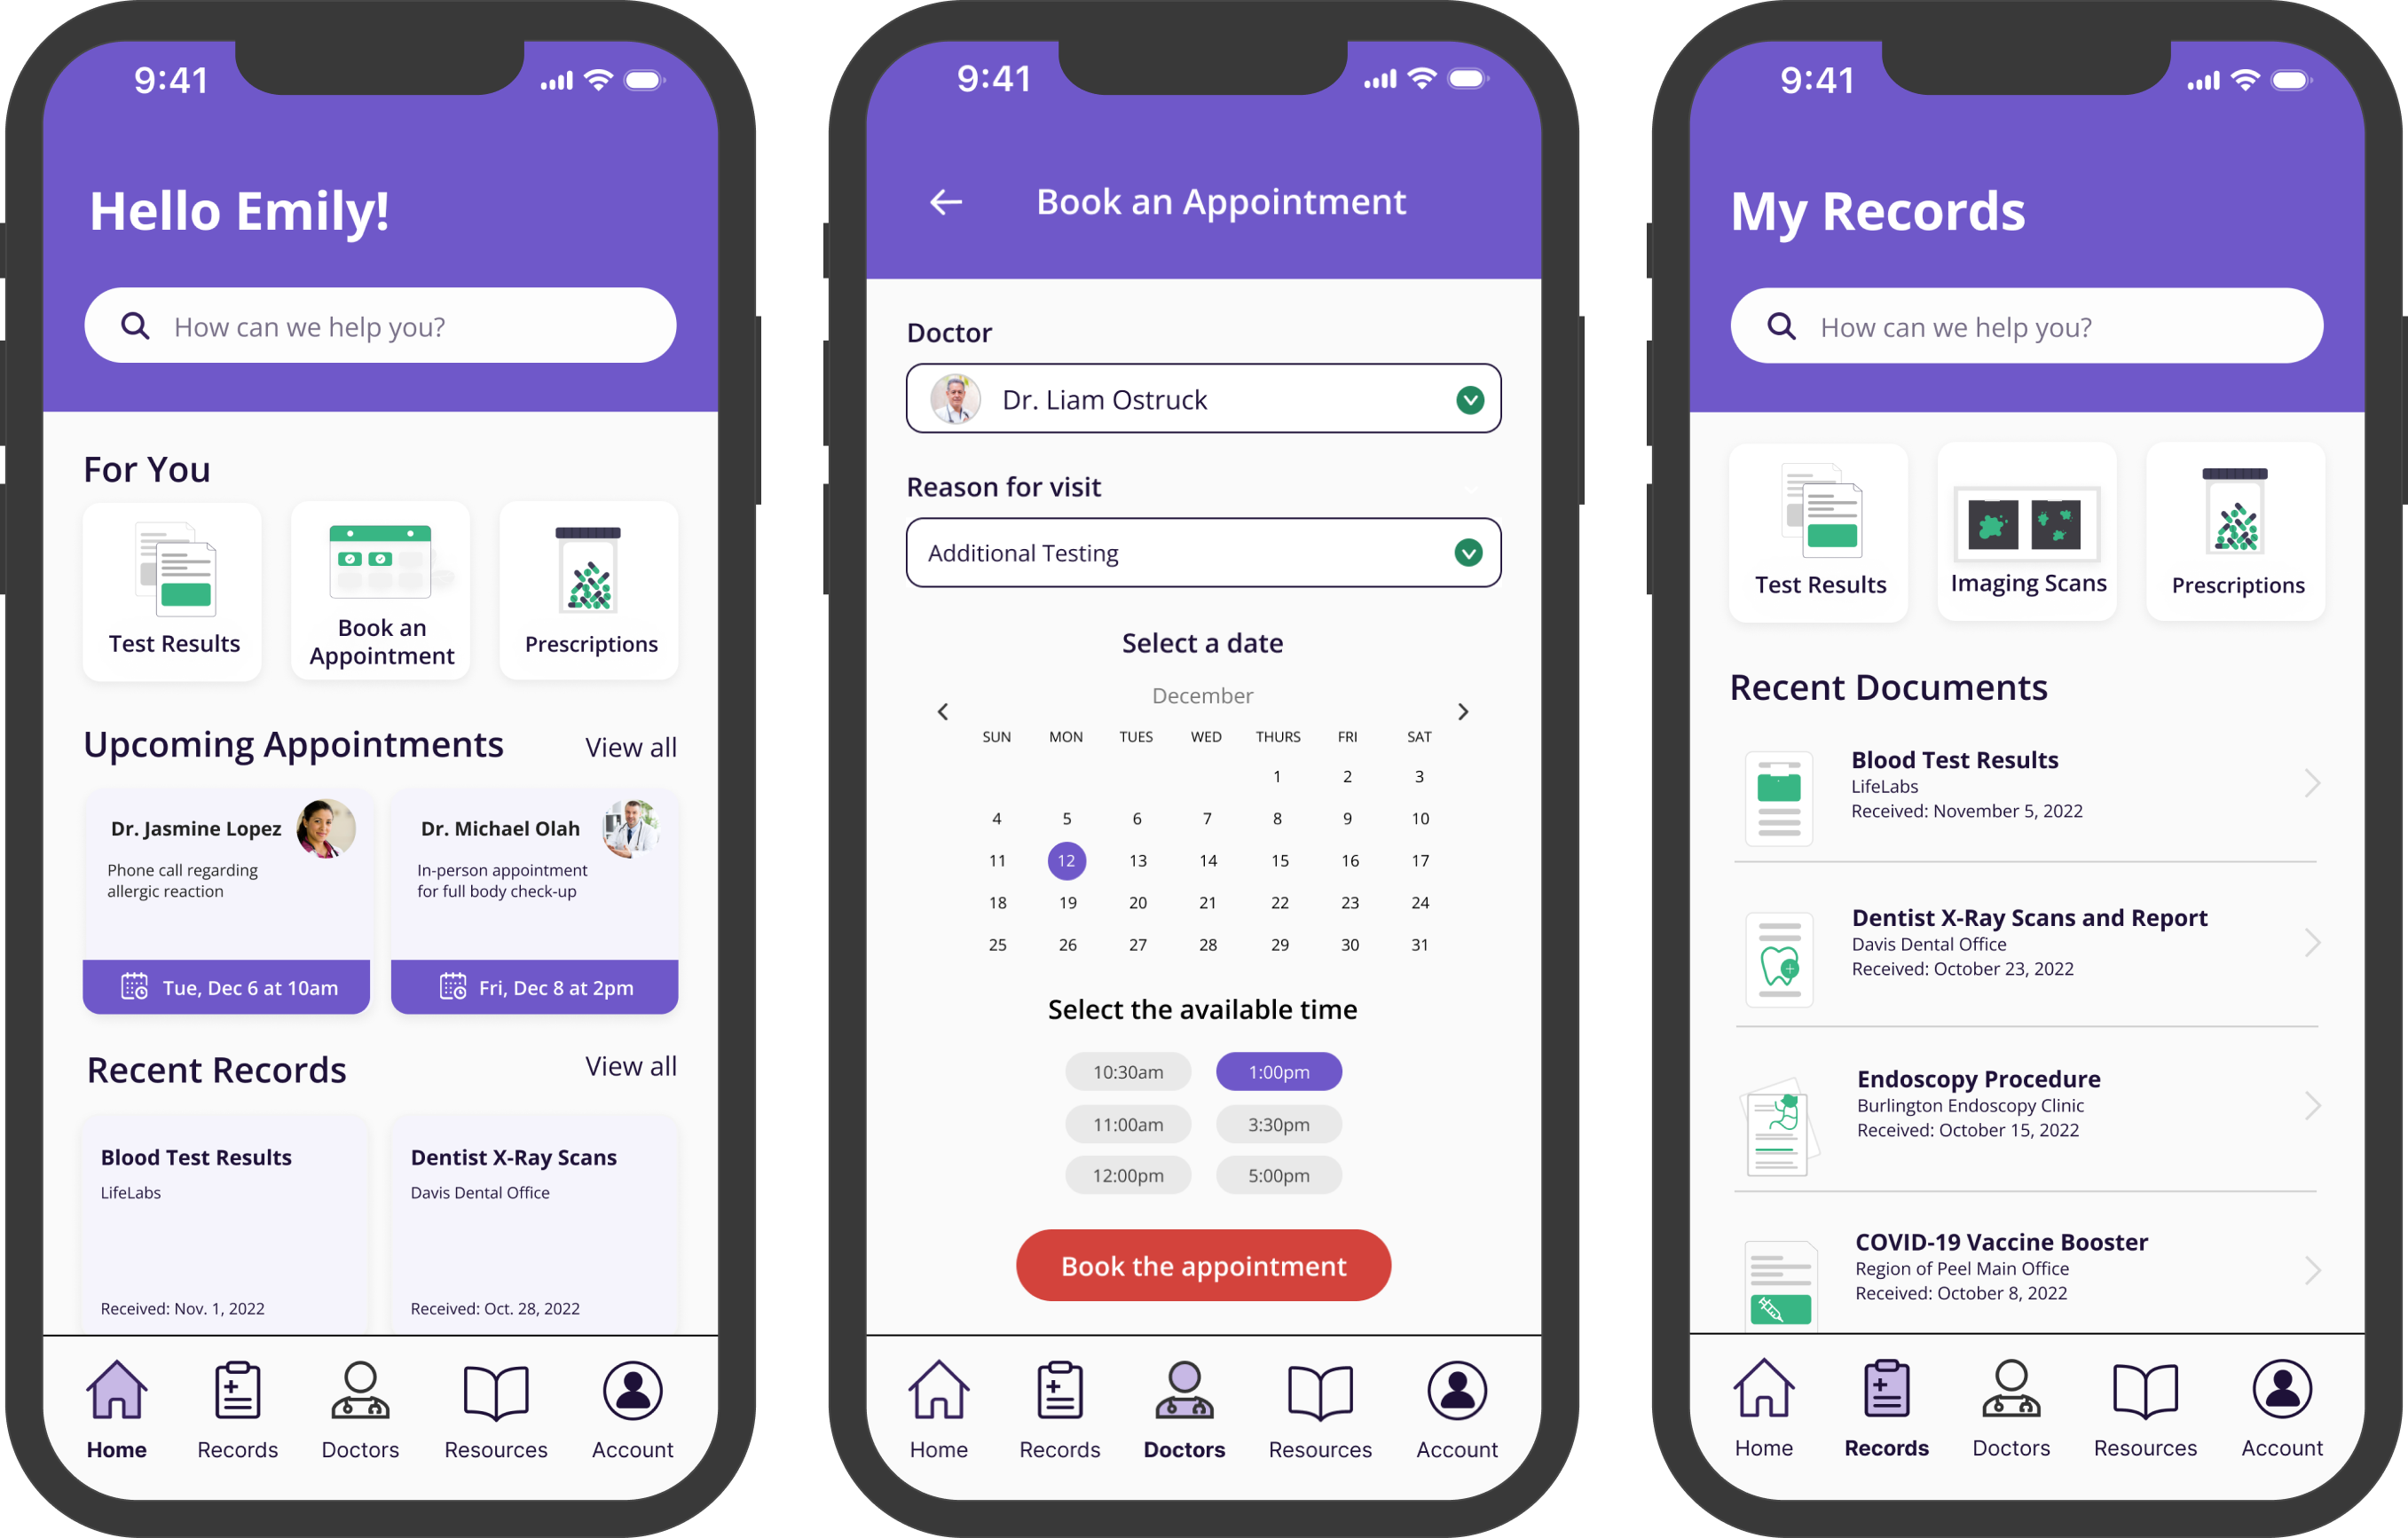 9:41
Hello Emily!
How can we help you?
For You
Test Results
Book an
Appointment
Prescriptions
Upcoming Appointments
View all
Dr. Jasmine Lopez
Phone call regarding
allergic reaction
Tue, Dec 6 at 10am
Dr. Michael Olah
In-person appointment
for full body check-up
Fri, Dec 8 at 2pm
Recent Records
View all
Blood Test Results
LifeLabs
Received: Nov. 1, 2022
Dentist X-Ray Scans
Davis Dental Office
Received: Oct. 28, 2022
Home Records Doctors Resources Account
9:41
Book an Appointment
Doctor
Dr. Liam Ostruck
Reason for visit
Additional Testing
Select a date
December
SUN MON TUES WED THURS FRI SAT
1 2 3
4 5 6 7 8 9 10
11 12 13 14 15 16 17
18 19 20 21 22 23 24
25 26 27 28 29 30 31
Select the available time
10:30am 1:00pm
11:00am 3:30pm
12:00pm 5:00pm
Book the appointment
Home Records Doctors Resources Account
9:41
My Records
How can we help you?
Test Results
Imaging Scans
Prescriptions
Recent Documents
Blood Test Results
LifeLabs
Received: November 5, 2022
Dentist X-Ray Scans and Report
Davis Dental Office
Received: October 23, 2022
Endoscopy Procedure
Burlington Endoscopy Clinic
Received: October 15, 2022
COVID-19 Vaccine Booster
Region of Peel Main Office
Received: October 8, 2022
Home Records Doctors Resources Account